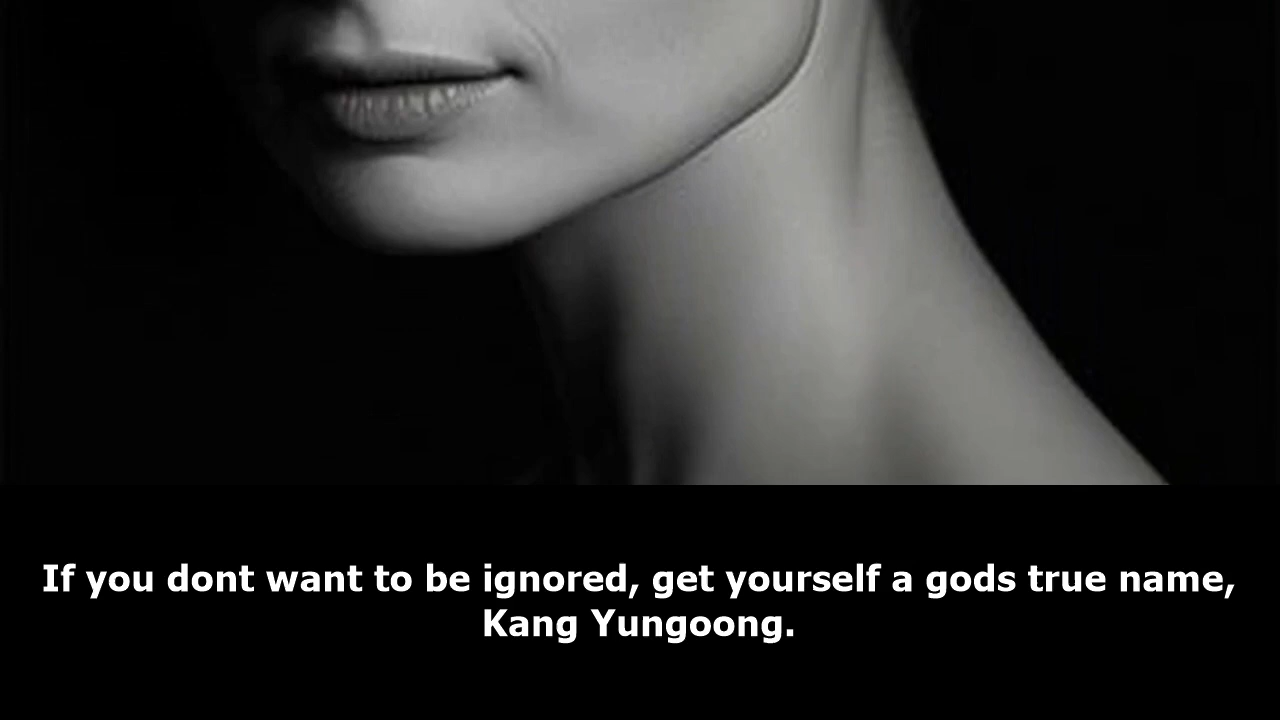 If you dont want to be ignored, get yourself a gods true name,
Kang Yungoong.